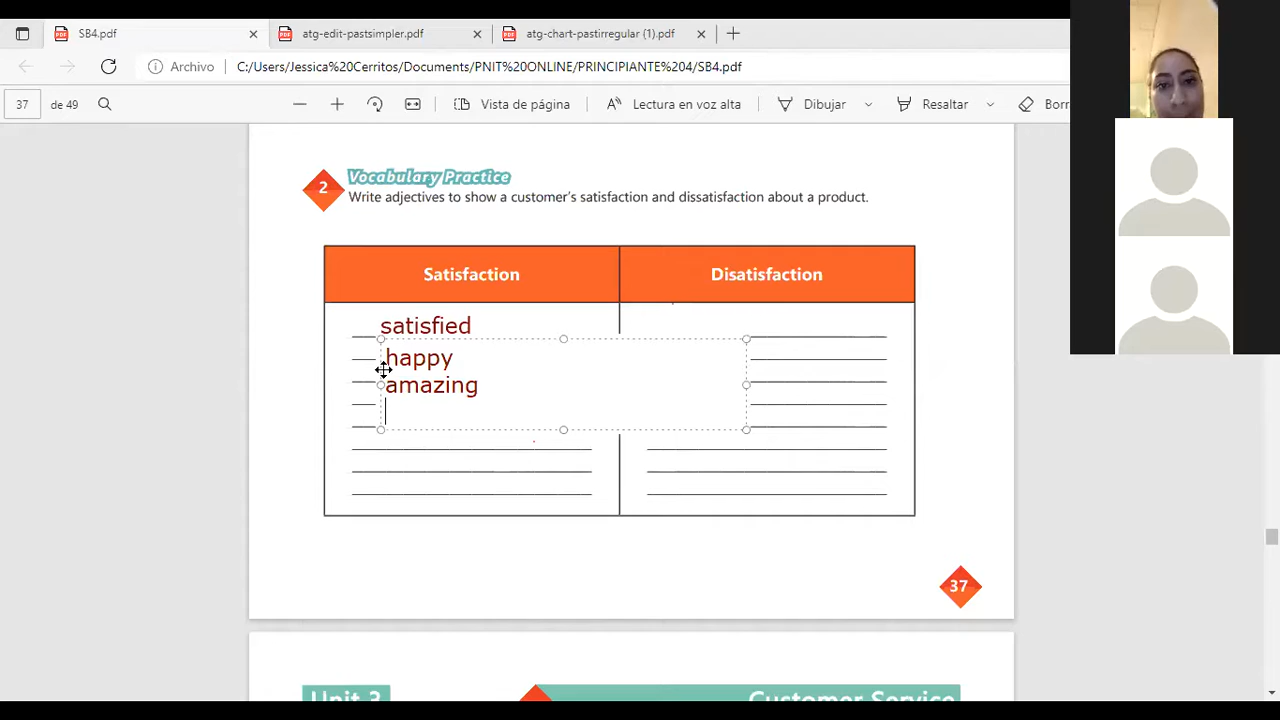 SB4.pdf
atg-edit-pastsimpler.pdf
atg-chart-pastirregular (1).pdf
Archivo
C:/Users/Jessica%20Cerritos/Documents/PNIT%20ONLINE/PRINCIPIANTE%204/SB4.pdf
37
de 49
Vista de página
Lectura en voz alta
Dibujar
Resaltar
Borr
2
Vocabulary Practice
Write adjectives to show a customer's satisfaction and dissatisfaction about a product.
Satisfaction
Disatisfaction
satisfied
happy
amazing
37
Unit 3
Customer Service